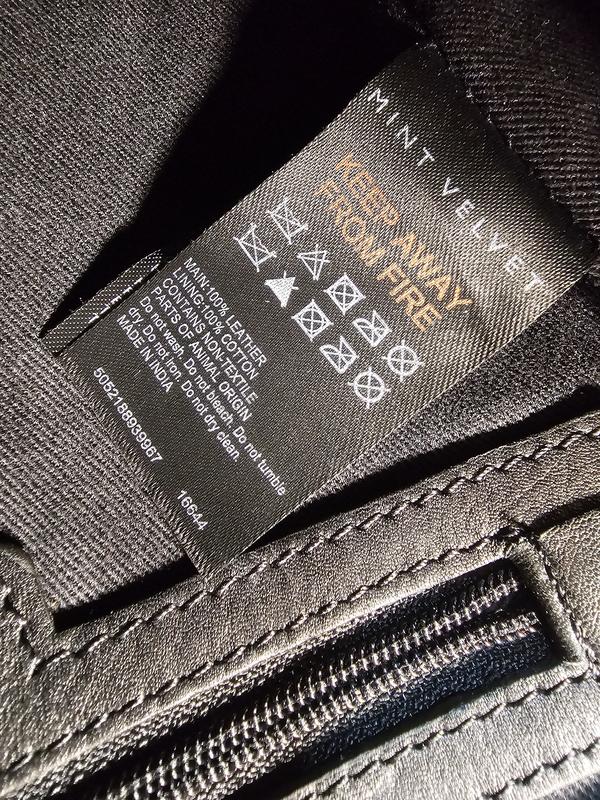 MINT VELVET
KEEP AWAY
FROM FIRE
MAIN:100% LEATHER
LINING:100% COTTON
CONTAINS NON-TEXTILE
PARTS OF ANIMAL ORIGIN
Do not wash. Do not bleach. Do not tumble
dry. Do not iron. Do not dry clean.
MADE IN INDIA
5052188939967
16644